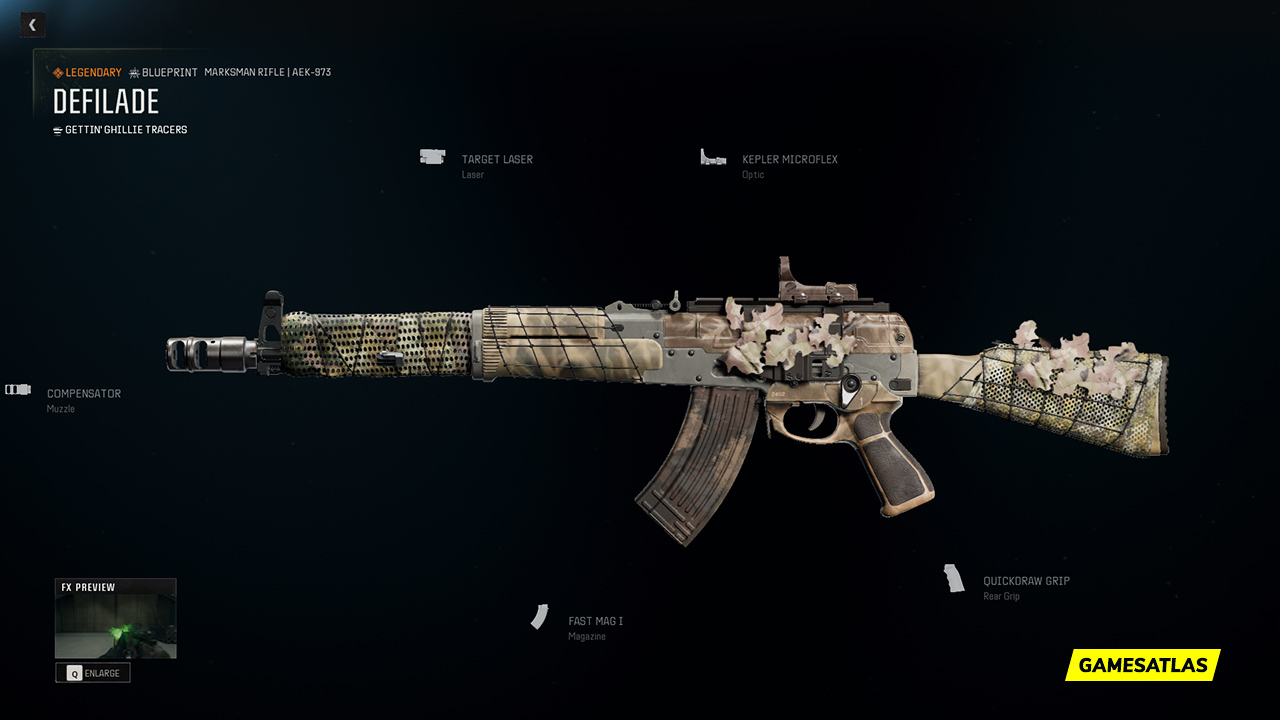 LEGENDARY BLUEPRINT MARKSMAN RIFLE | AEK-973
DEFILADE
GETTIN' GHILLIE TRACERS
TARGET LASER
Laser
KEPLER MICROFLEX
Optic
COMPENSATOR
Muzzle
FX PREVIEW
QUICKDRAW GRIP
Rear Grip
FAST MAG I
Magazine
Q ENLARGE
GAMESATLAS